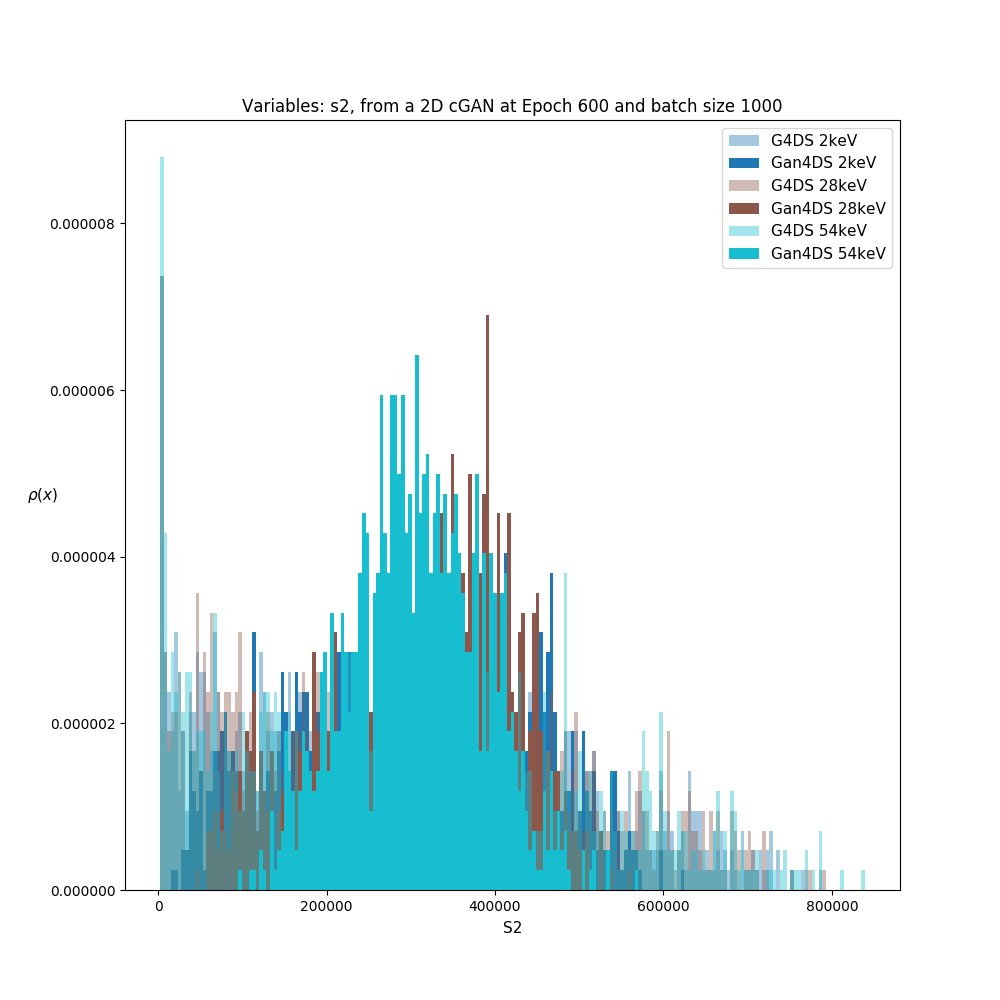 Variables: s2, from a 2D cGAN at Epoch 600 and batch size 1000
G4DS 2keV
Gan4DS 2keV
G4DS 28keV
Gan4DS 28keV
G4DS 54keV
Gan4DS 54keV
0.000008
0.000006
ρ(x)
0.000004
0.000002
0.000000
0 200000 400000 600000 800000
S2